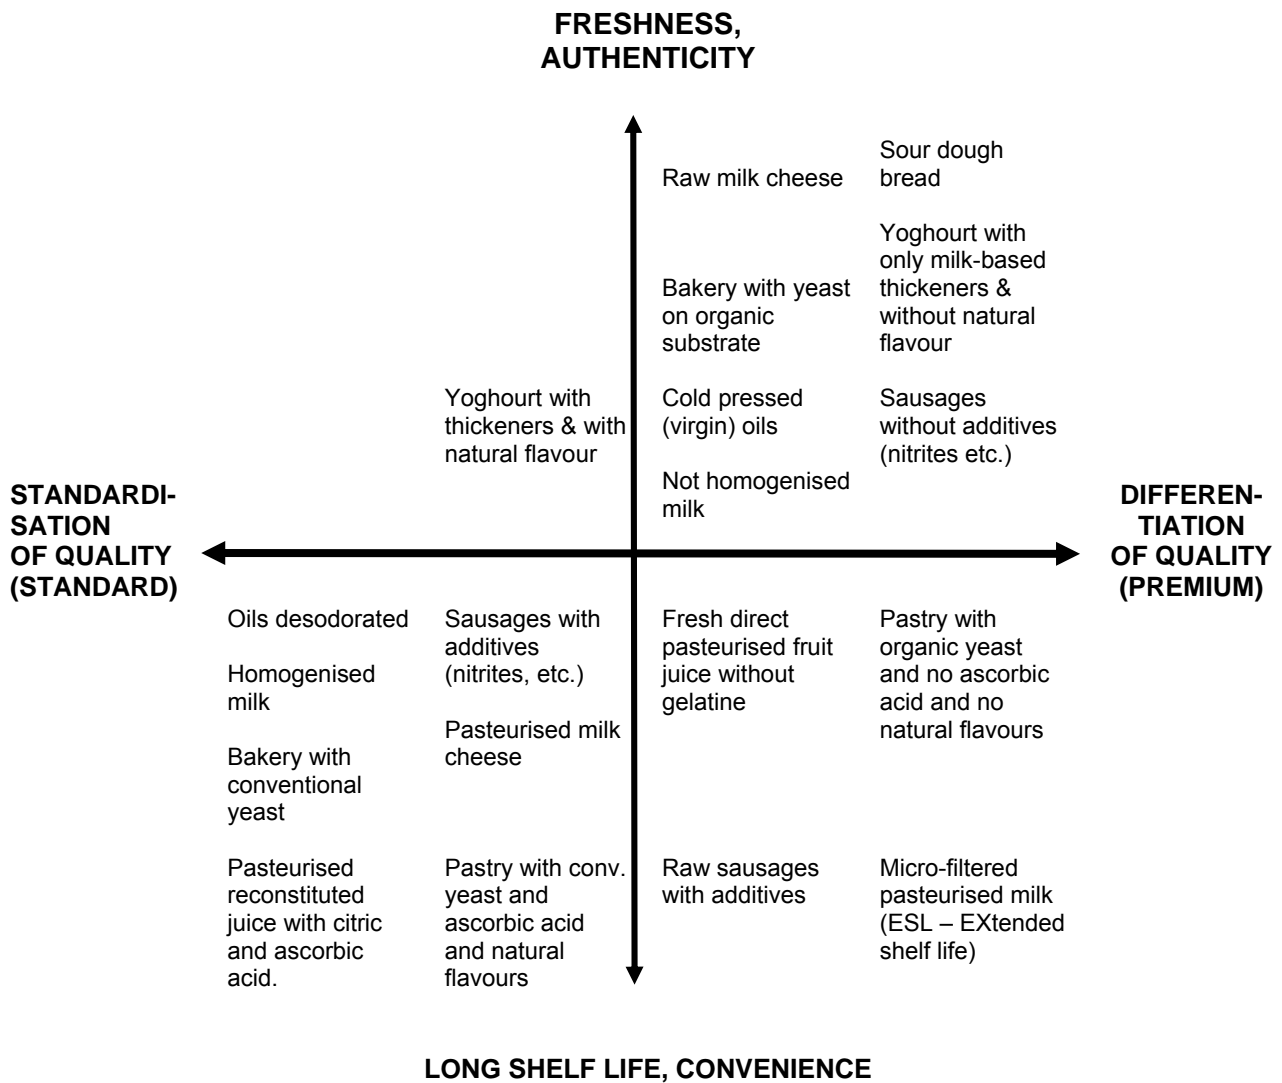 FRESHNESS,
AUTHENTICITY
Raw milk cheese
Sour dough
bread
Bakery with yeast
on organic
substrate
Yoghourt with
only milk-based
thickeners &
without natural
flavour
Yoghourt with
thickeners & with
natural flavour
Cold pressed
(virgin) oils
Sausages
without additives
(nitrites etc.)
Not homogenised
milk
STANDARDI-
SATION
OF QUALITY
(STANDARD)
DIFFEREN-
TIATION
OF QUALITY
(PREMIUM)
Oils desodorated
Homogenised
milk
Bakery with
conventional
yeast
Sausages with
additives
(nitrites, etc.)
Pasteurised milk
cheese
Fresh direct
pasteurised fruit
juice without
gelatine
Pastry with
organic yeast
and no ascorbic
acid and no
natural flavours
Pasteurised
reconstituted
juice with citric
and ascorbic
acid.
Pastry with conv.
yeast and
ascorbic acid
and natural
flavours
Raw sausages
with additives
Micro-filtered
pasteurised milk
(ESL – EXtended
shelf life)
LONG SHELF LIFE, CONVENIENCE